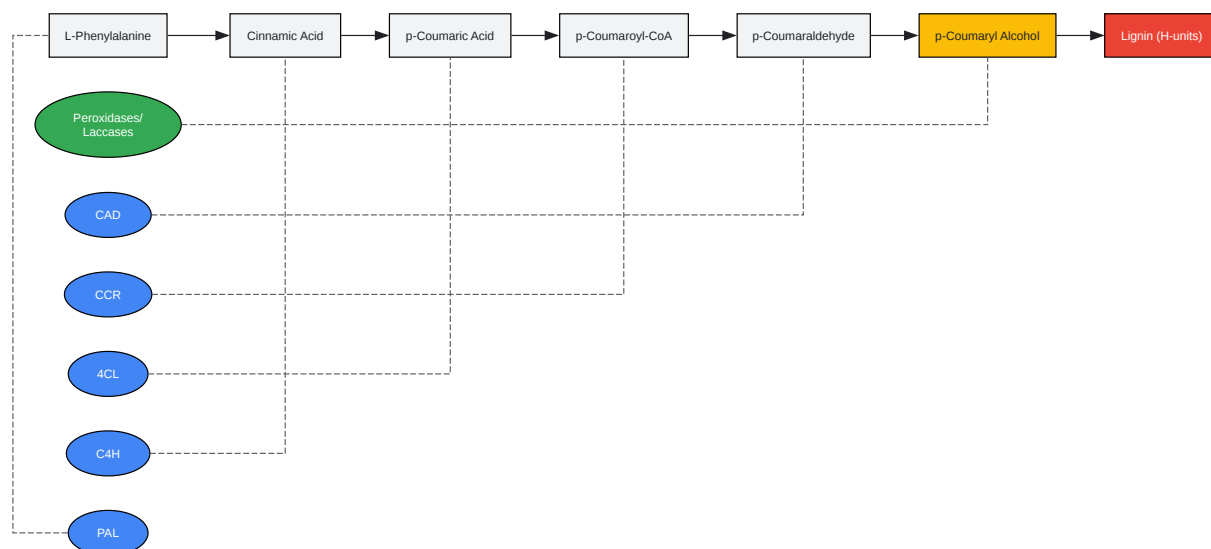 L-Phenylalanine
Cinnamic Acid
p-Coumaric Acid
p-Coumaroyl-CoA
p-Coumaraldehyde
p-Coumaryl Alcohol
Lignin (H-units)
Peroxidases/
Laccases
CAD
CCR
4CL
C4H
PAL